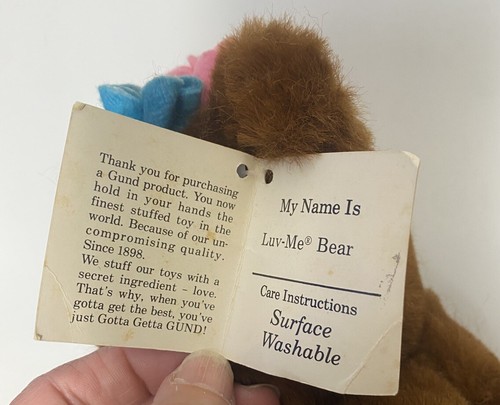 Thank you for purchasing
a Gund product. You now
hold in your hands the
finest stuffed toy in the
world. Because of our un-
compromising quality.
Since 1898.
We stuff our toys with a
secret ingredient - love.
That's why, when you've
gotta get the best, you've
just Gotta Getta GUND!
My Name Is
Luv-Me® Bear
Care Instructions
Surface
Washable